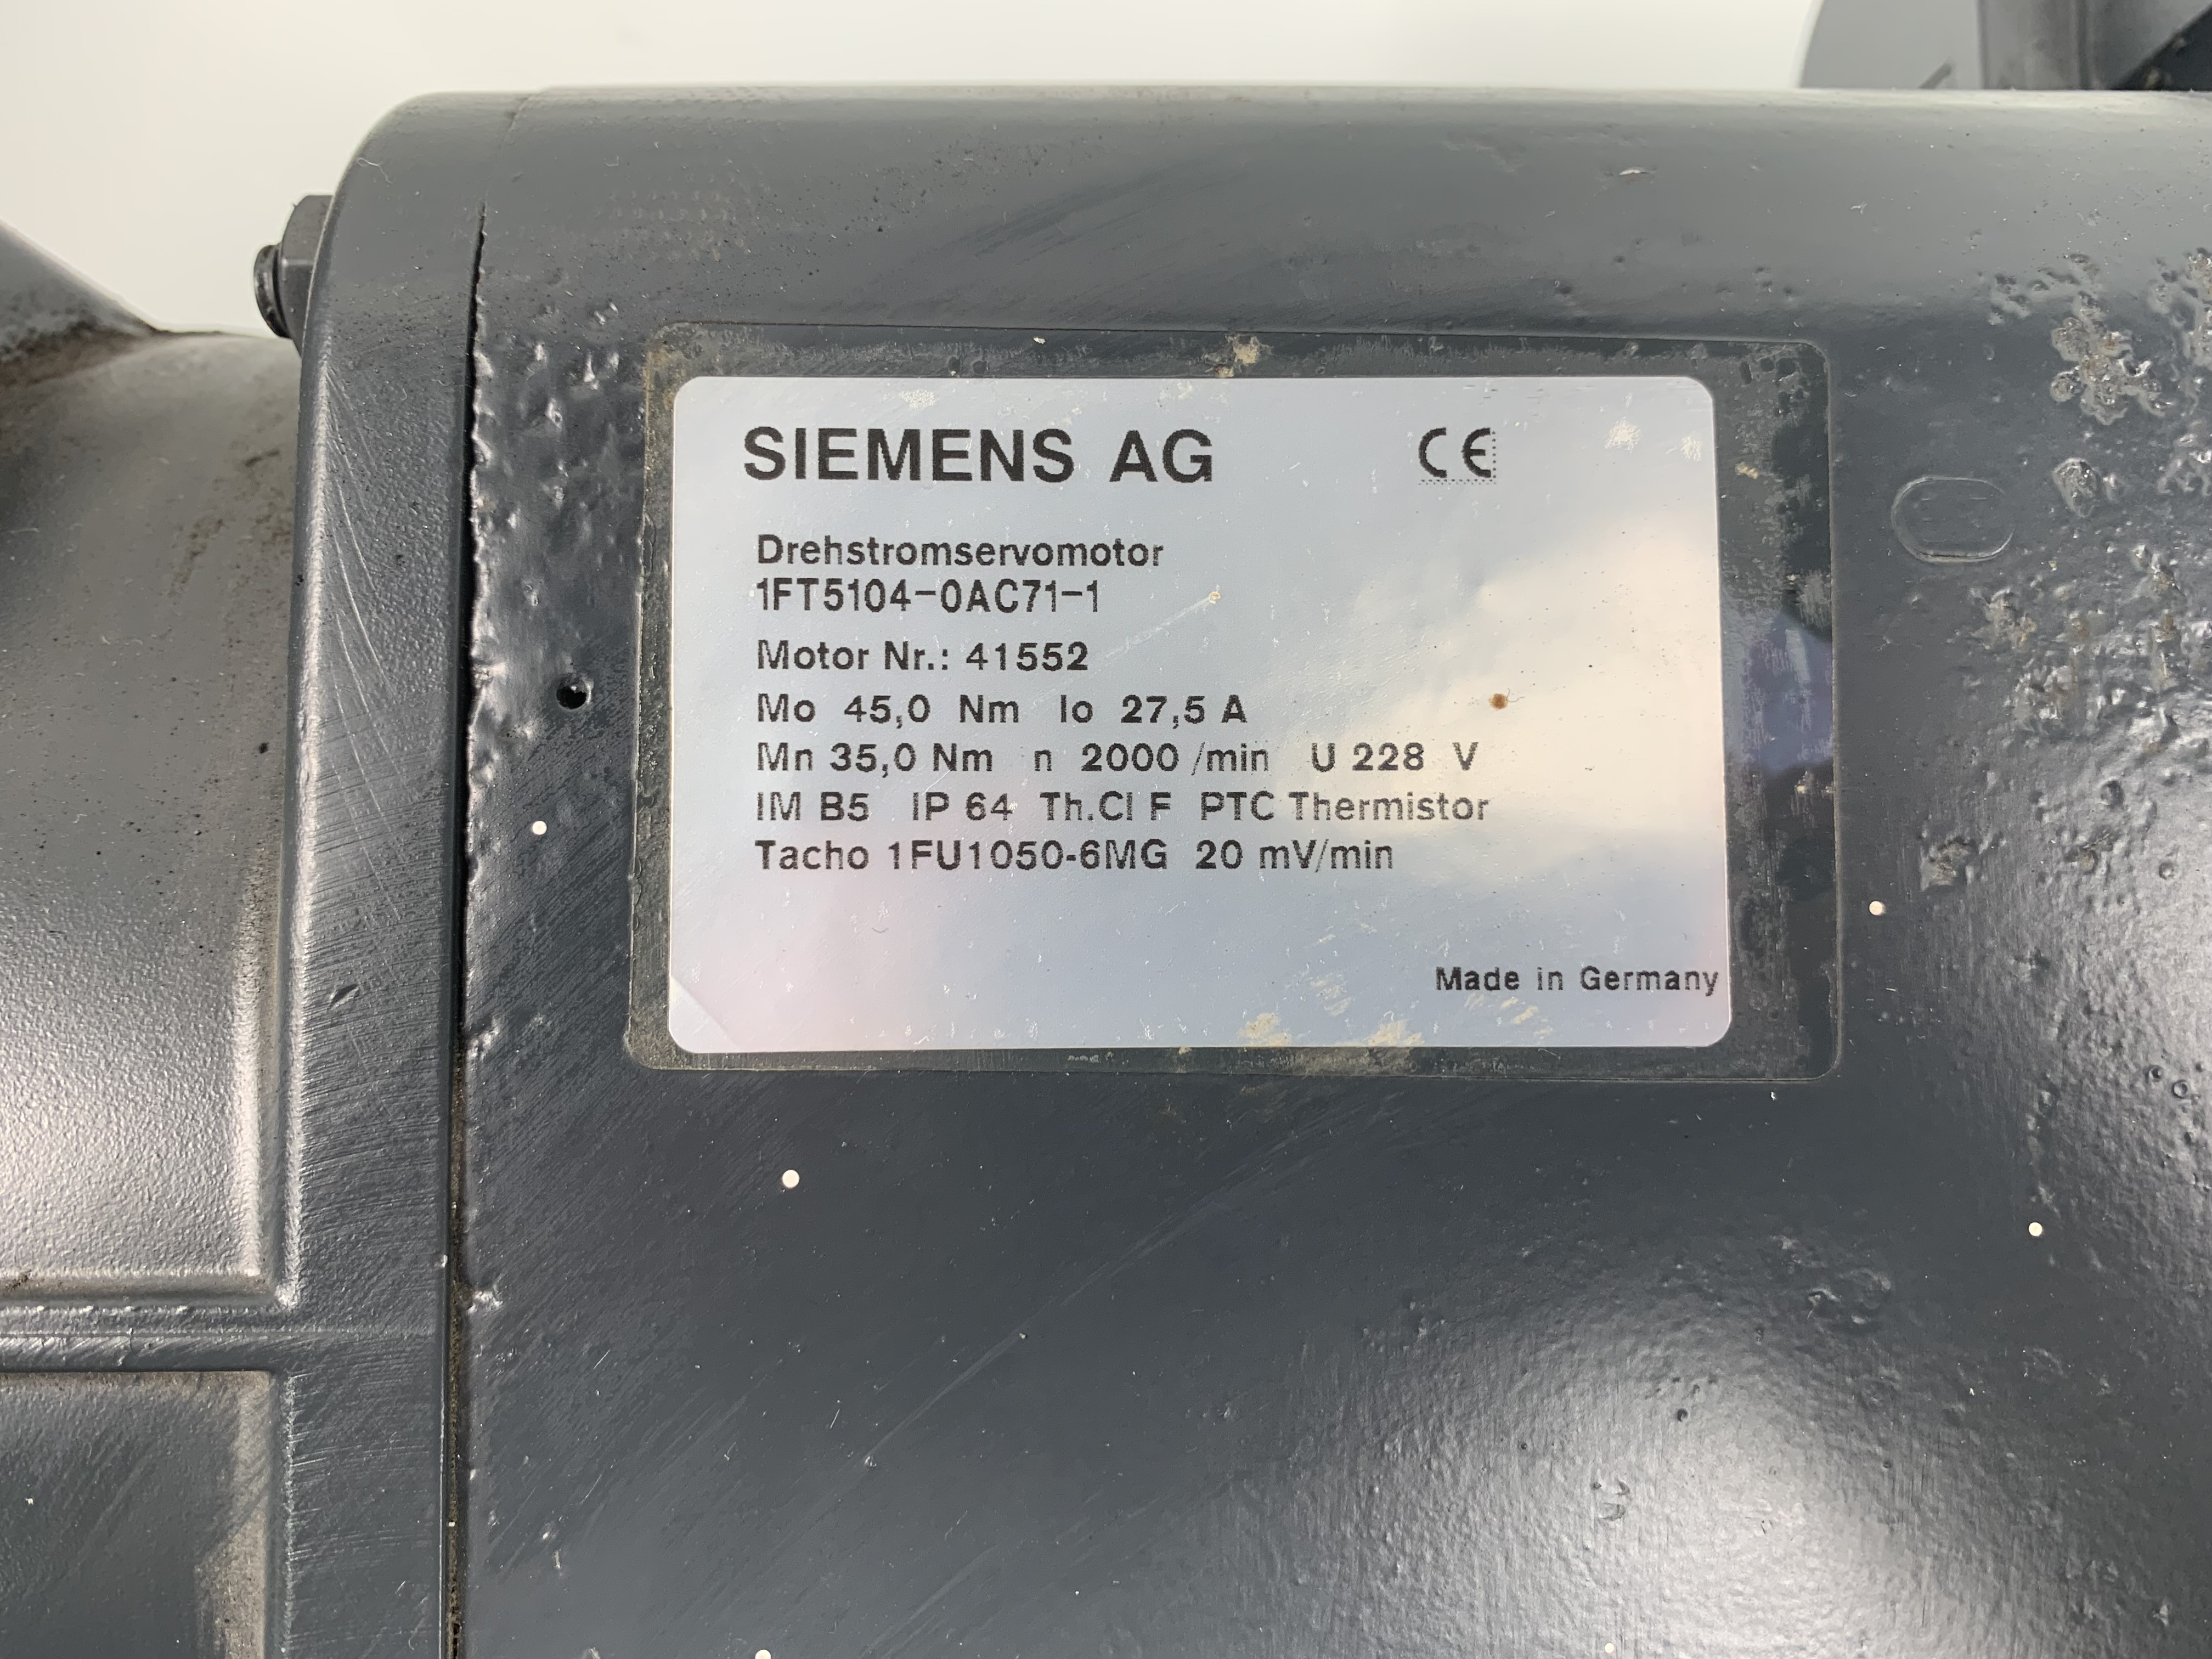 SIEMENS AG CE
Drehstromservomotor
1FT5104-0AC71-1
Motor Nr.: 41552
Mo 45,0 Nm Io 27,5 A
Mn 35,0 Nm n 2000 /min U 228 V
IM B5 IP 64 Th.Cl F PTC Thermistor
Tacho 1FU1050-6MG 20 mV/min
Made in Germany